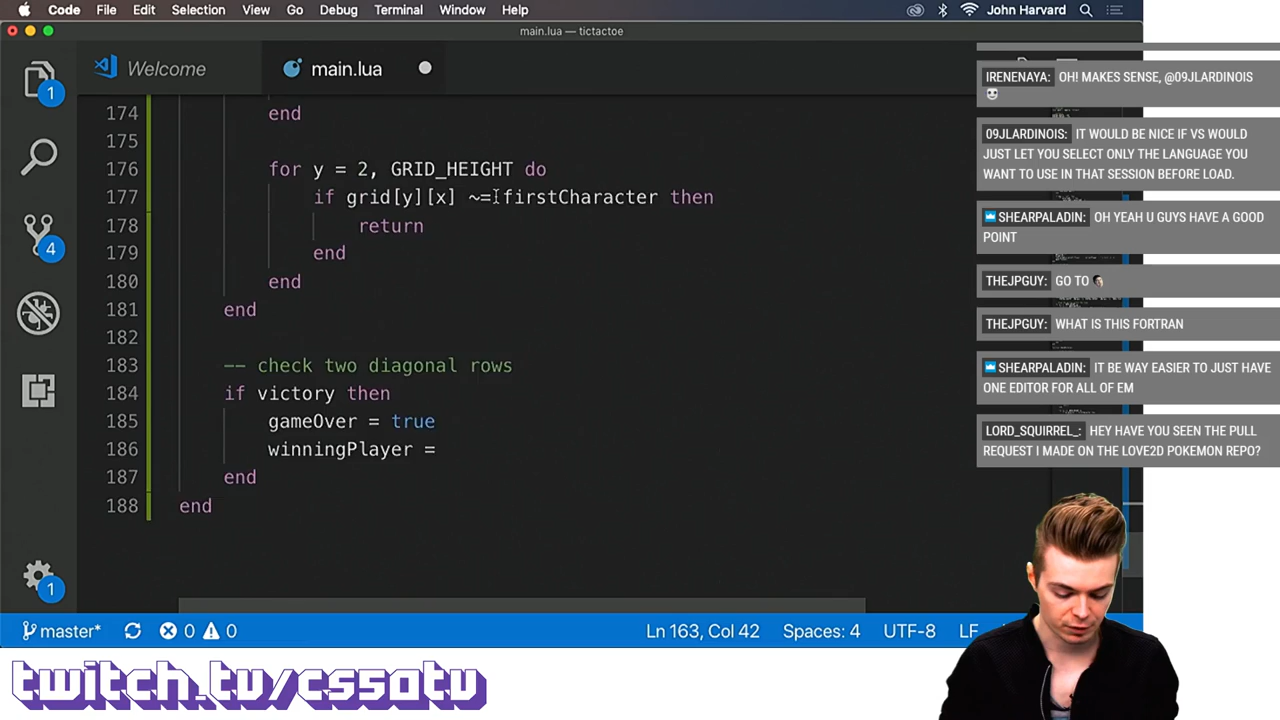 Code File Edit Selection View Go Debug Terminal Window Help John Harvard
main.lua — tictactoe
Welcome main.lua
1
4
1
174 end
175
176 for y = 2, GRID_HEIGHT do
177 if grid[y][x] ~= firstCharacter then
178 return
179 end
180 end
181 end
182
183 -- check two diagonal rows
184 if victory then
185 gameOver = true
186 winningPlayer =
187 end
188 end
master* 0 0 Ln 163, Col 42 Spaces: 4 UTF-8 LF
IRENENAYA: OH! MAKES SENSE, @09JLARDINOIS
09JLARDINOIS: IT WOULD BE NICE IF VS WOULD
JUST LET YOU SELECT ONLY THE LANGUAGE YOU
WANT TO USE IN THAT SESSION BEFORE LOAD.
SHEARPALADIN: OH YEAH U GUYS HAVE A GOOD
POINT
THEJPGUY: GO TO
THEJPGUY: WHAT IS THIS FORTRAN
SHEARPALADIN: IT BE WAY EASIER TO JUST HAVE
ONE EDITOR FOR ALL OF EM
LORD_SQUIRREL_: HEY HAVE YOU SEEN THE PULL
REQUEST I MADE ON THE LOVE2D POKEMON REPO?
twitch.tv/cs50tv